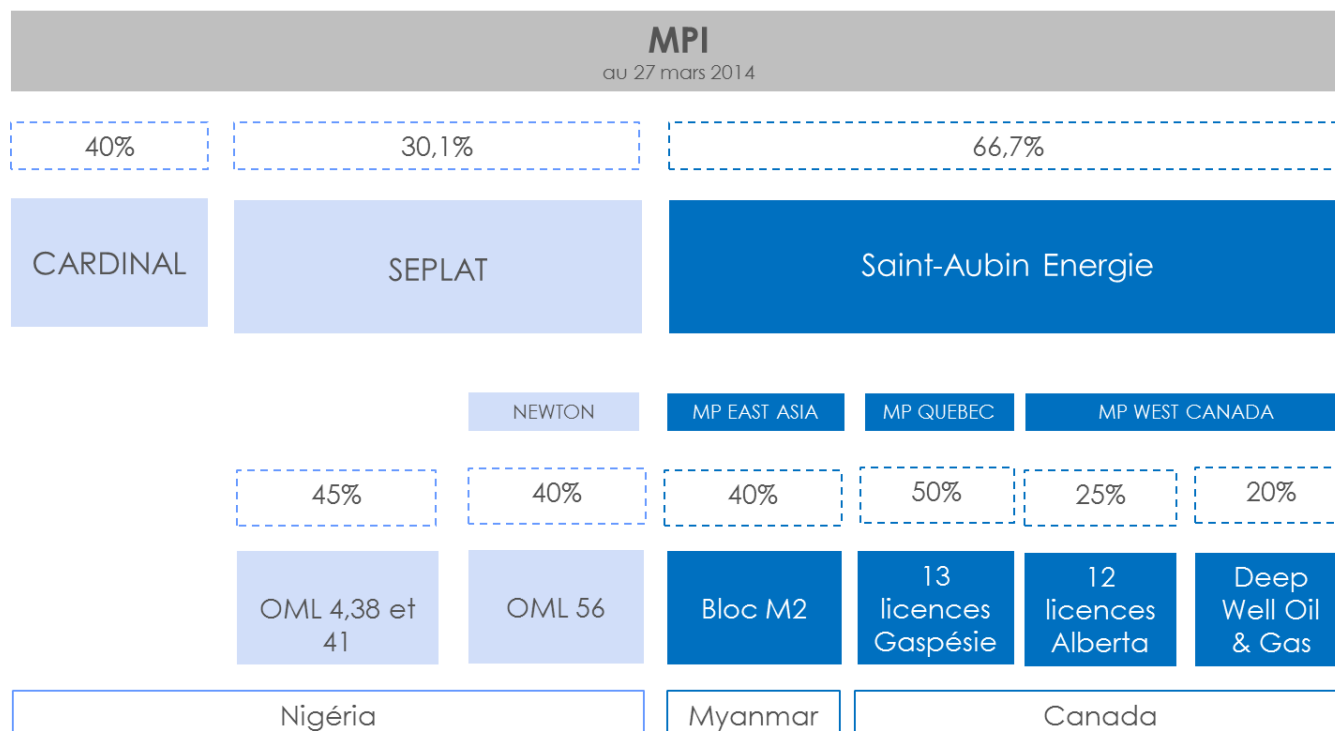 MPI
au 27 mars 2014
40%
30,1%
66,7%
CARDINAL
SEPLAT
Saint-Aubin Energie
NEWTON
MP EAST ASIA
MP QUEBEC
MP WEST CANADA
45%
40%
40%
50%
25%
20%
OML 4,38 et
41
OML 56
Bloc M2
13
licences
Gaspésie
12
licences
Alberta
Deep
Well Oil
& Gas
Nigéria
Myanmar
Canada